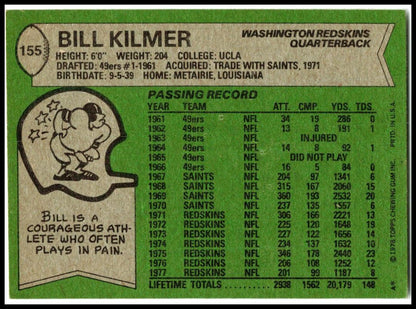 155
BILL KILMER
WASHINGTON REDSKINS
QUARTERBACK
HEIGHT: 6'0" WEIGHT: 204 COLLEGE: UCLA
DRAFTED: 49ers #1-1961 ACQUIRED: TRADE WITH SAINTS, 1971
BIRTHDATE: 9-5-39 HOME: METAIRIE, LOUISIANA
PASSING RECORD
YEAR TEAM ATT. CMP. YDS. TDS.
1961 49ers NFL 34 19 286 0
1962 49ers NFL 13 8 191 1
1963 49ers NFL INJURED
1964 49ers NFL 14 8 92 1
1965 49ers DID NOT PLAY
1966 49ers NFL 16 5 84 0
1967 SAINTS NFL 204 97 1341 6
1968 SAINTS NFL 315 167 2060 15
1969 SAINTS NFL 360 193 2532 20
1970 SAINTS NFL 237 135 1557 6
1971 REDSKINS NFL 306 166 2221 13
1972 REDSKINS NFL 225 120 1648 19
1973 REDSKINS NFL 227 122 1656 14
1974 REDSKINS NFL 234 137 1632 10
1975 REDSKINS NFL 346 178 2440 23
1976 REDSKINS NFL 206 108 1252 12
1977 REDSKINS NFL 201 99 1187 8
LIFETIME TOTALS 2938 1562 20,179 148
BILL IS A
COURAGEOUS ATH-
LETE WHO OFTEN
PLAYS IN PAIN.
© 1978 TOPPS CHEWING GUM, INC.
PRTD. IN U.S.A.